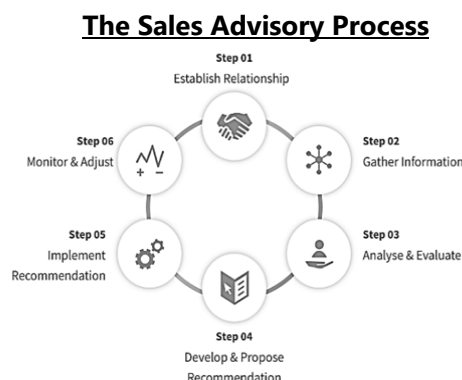 The Sales Advisory Process
Step 01
Establish Relationship
Step 02
Gather Information
Step 03
Analyse & Evaluate
Step 04
Develop & Propose
Recommendation
Step 05
Implement
Recommendation
Step 06
Monitor & Adjust